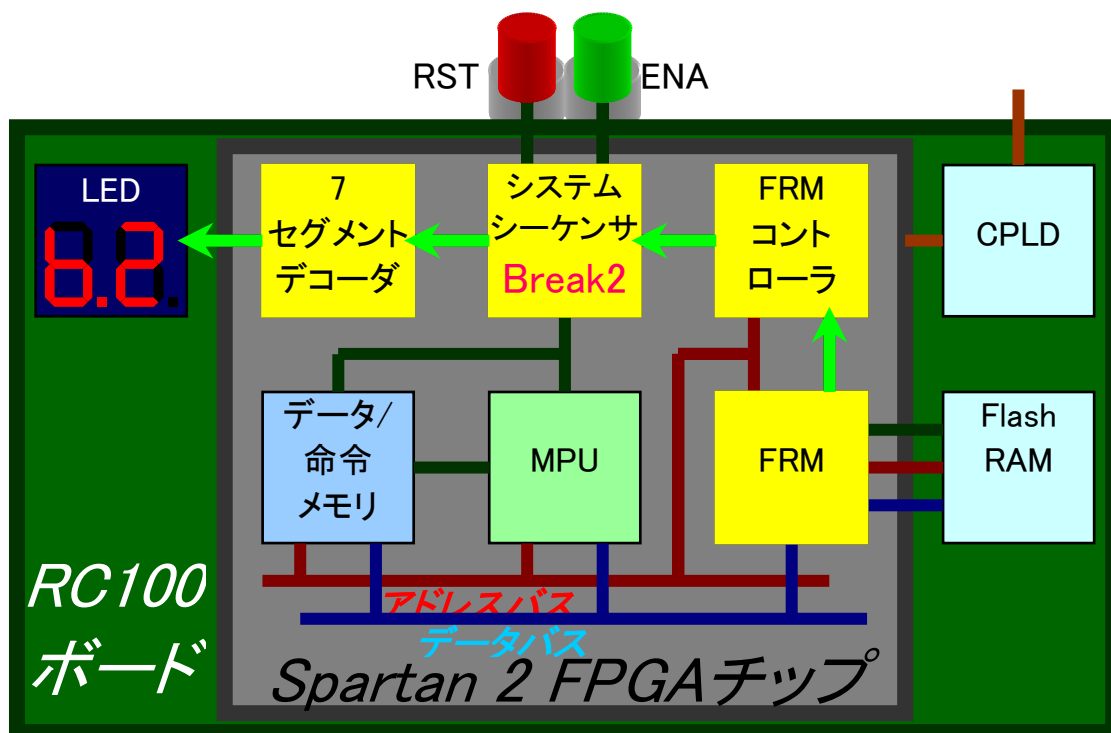 RST
ENA
LED
b.2.
7
セグメント
デコーダ
システム
シーケンサ
Break2
FRM
コント
ローラ
CPLD
データ/
命令
メモリ
MPU
FRM
Flash
RAM
アドレスバス
データバス
RC100
ボード
Spartan 2 FPGAチップ